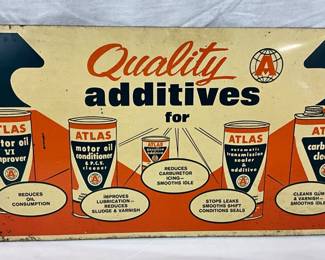 Quality
A
additives
for
ATLAS
motor oil
V.I.
improver
A
REDUCES
OIL
CONSUMPTION
ATLAS
motor oil
conditioner
& P.C.V.
cleaner
A
IMPROVES
LUBRICATION—
REDUCES
SLUDGE & VARNISH
ATLAS
REDUCES
CARBURETOR
ICING—
SMOOTHS IDLE
ATLAS
automatic
transmission
sealer
&
additive
A
STOPS LEAKS
SMOOTHS SHIFT
CONDITIONS SEALS
ATLAS
A
CLEANS GUM
& VARNISH—
SMOOTHS IDLE